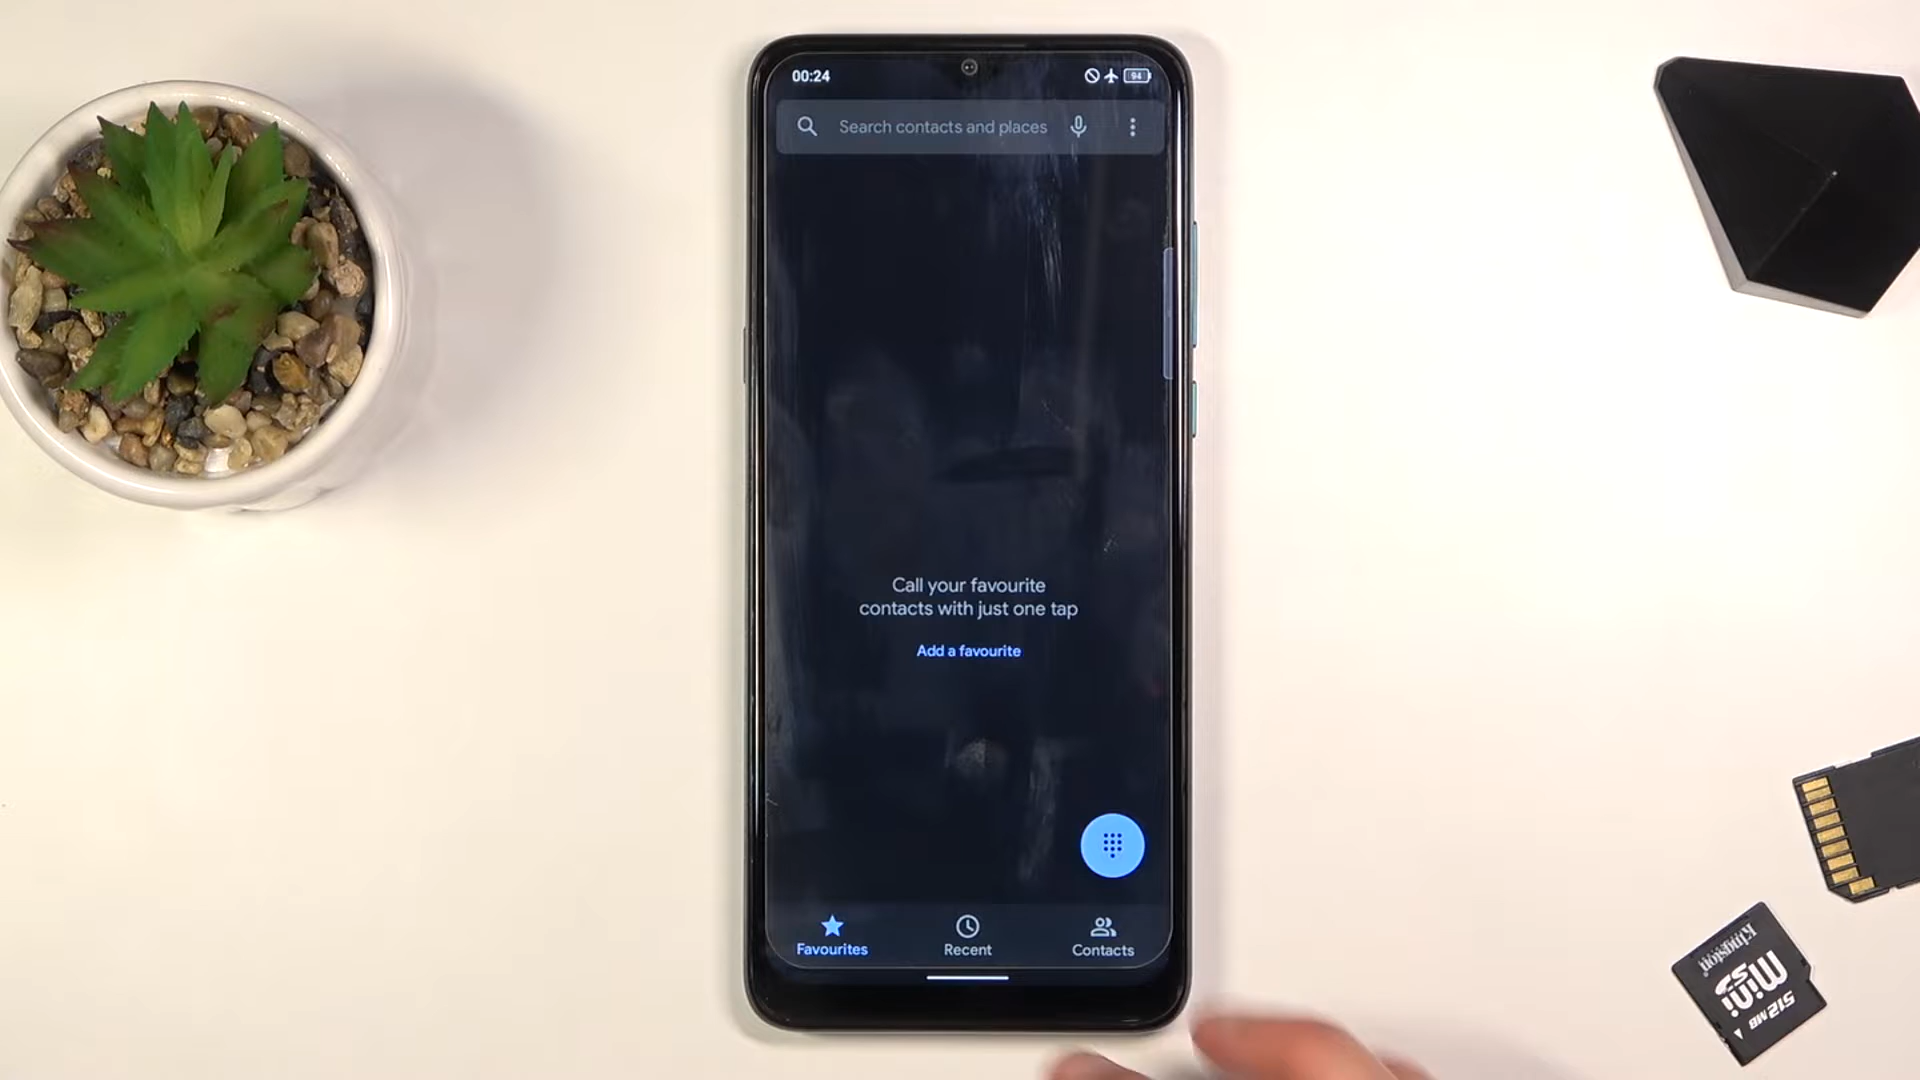 00:24
94
Search contacts and places
Call your favourite
contacts with just one tap
Add a favourite
Favourites
Recent
Contacts
Kingston
mini
SD
512 MB